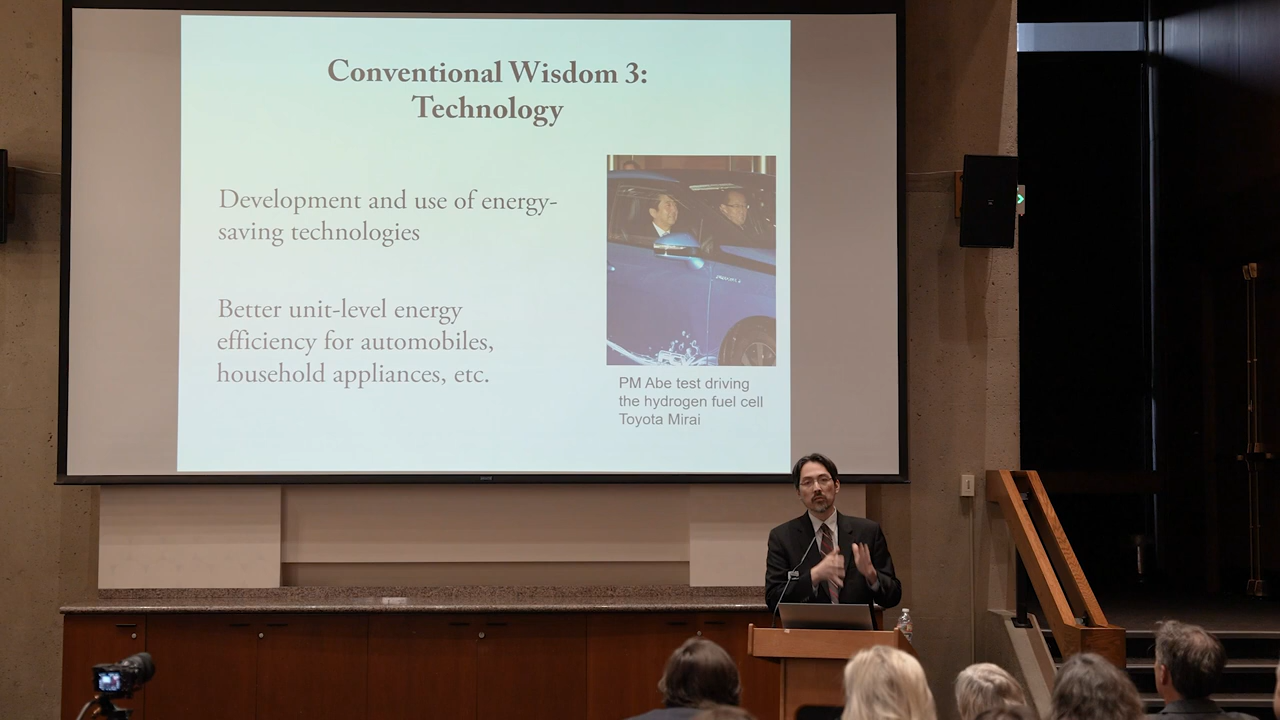 Conventional Wisdom 3:
Technology
Development and use of energy-
saving technologies
Better unit-level energy
efficiency for automobiles,
household appliances, etc.
PM Abe test driving
the hydrogen fuel cell
Toyota Mirai